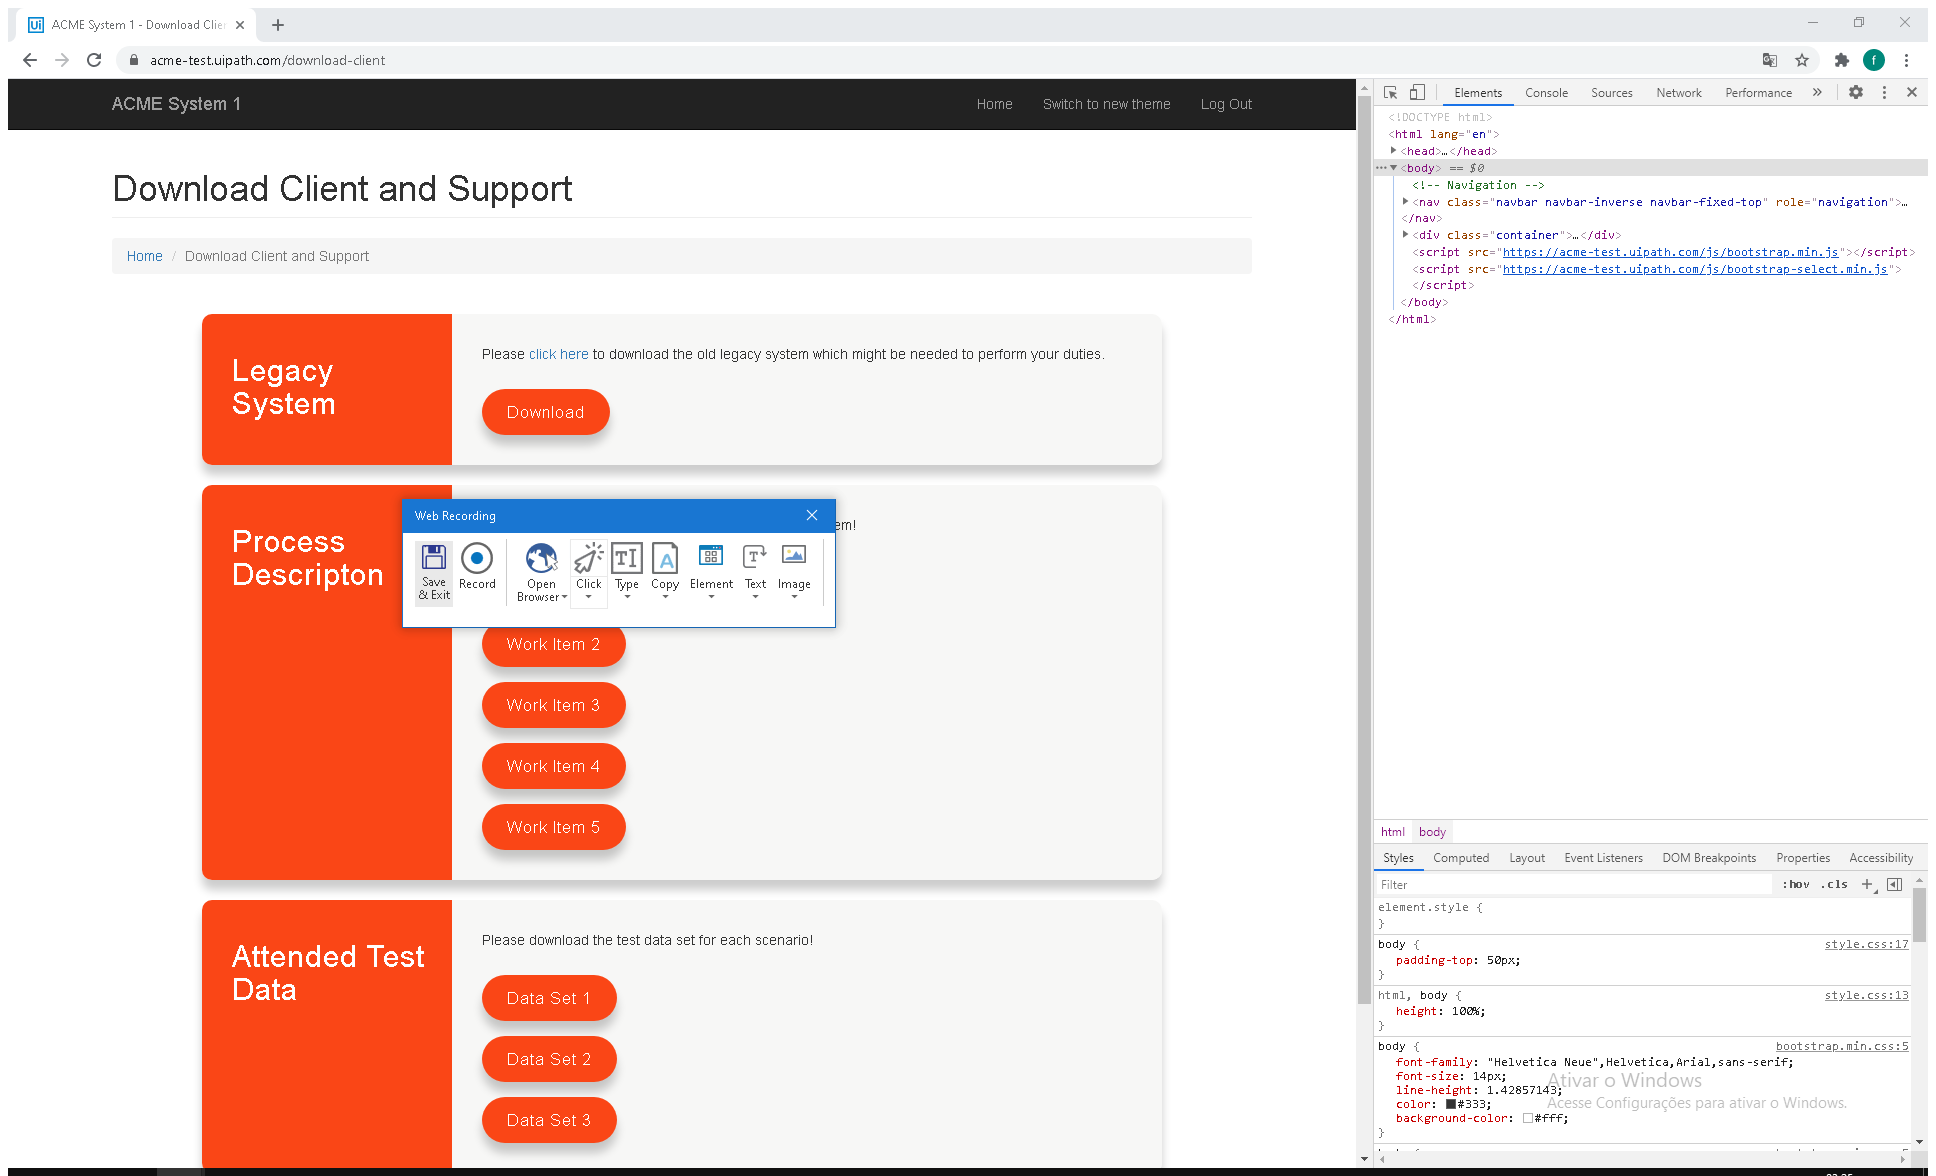 ACME System 1 - Download Clie
acme-test.uipath.com/download-client
f
ACME System 1
Home
Switch to new theme
Log Out
Download Client and Support
Home / Download Client and Support
Legacy
System
Please click here to download the old legacy system which might be needed to perform your duties.
Download
Process
Descripton
em!
Web Recording
Save
& Exit
Record
Open
Browser
Click
Type
Copy
Element
Text
Image
Work Item 2
Work Item 3
Work Item 4
Work Item 5
Attended Test
Data
Please download the test data set for each scenario!
Data Set 1
Data Set 2
Data Set 3
Elements Console Sources Network Performance »
<!DOCTYPE html>
<html lang="en">
<head>…</head>
<body> == $0
<!-- Navigation -->
<nav class="navbar navbar-inverse navbar-fixed-top" role="navigation">…
</nav>
<div class="container">…</div>
<script src="https://acme-test.uipath.com/js/bootstrap.min.js"></script>
<script src="https://acme-test.uipath.com/js/bootstrap-select.min.js">
</script>
</body>
</html>
html body
Styles Computed Layout Event Listeners DOM Breakpoints Properties Accessibility
Filter
:hov .cls +
element.style {
}
body { style.css:17
padding-top: 50px;
}
html, body { style.css:13
height: 100%;
}
body { bootstrap.min.css:5
font-family: "Helvetica Neue",Helvetica,Arial,sans-serif;
font-size: 14px;
line-height: 1.42857143;
color: #333;
background-color: #fff;
}
Ativar o Windows
Acesse Configurações para ativar o Windows.